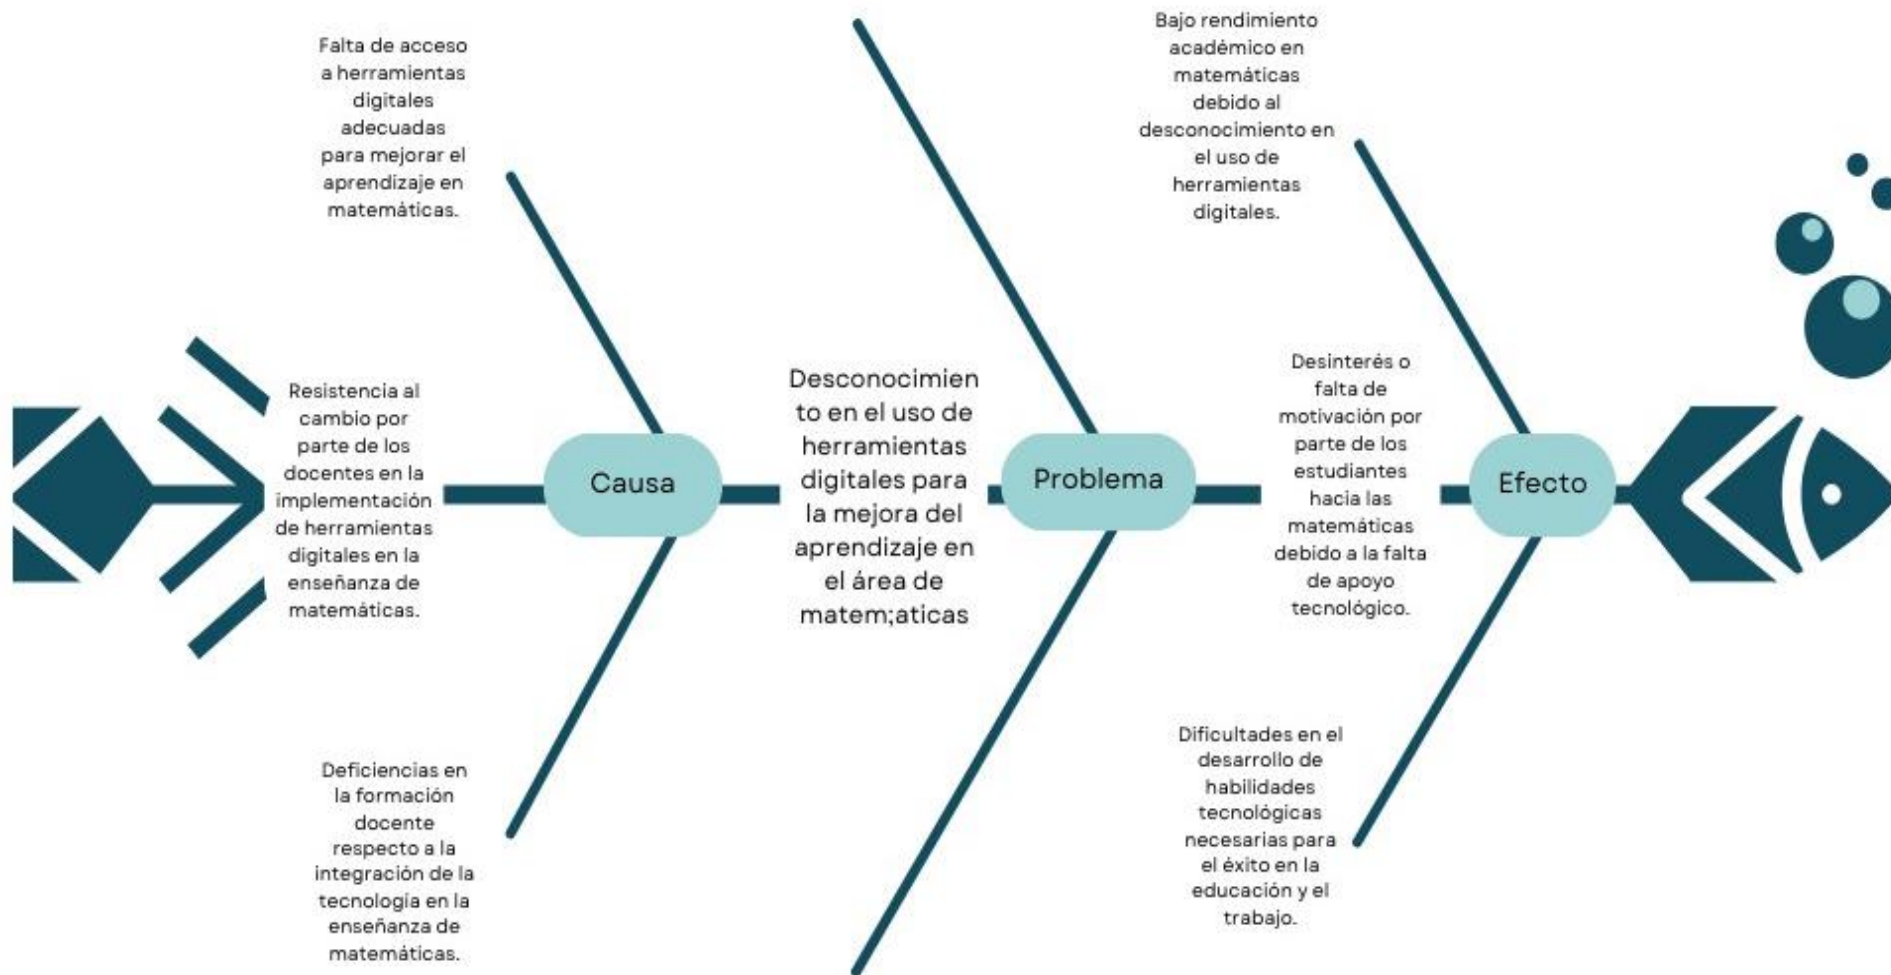 Falta de acceso
a herramientas
digitales
adecuadas
para mejorar el
aprendizaje en
matemáticas.
Resistencia al
cambio por
parte de los
docentes en la
implementación
de herramientas
digitales en la
enseñanza de
matemáticas.
Deficiencias en
la formación
docente
respecto a la
integración de la
tecnología en la
enseñanza de
matemáticas.
Causa
Desconocimien
to en el uso de
herramientas
digitales para
la mejora del
aprendizaje en
el área de
matem;aticas
Problema
Bajo rendimiento
académico en
matemáticas
debido al
desconocimiento en
el uso de
herramientas
digitales.
Desinterés o
falta de
motivación por
parte de los
estudiantes
hacia las
matemáticas
debido a la falta
de apoyo
tecnológico.
Dificultades en el
desarrollo de
habilidades
tecnológicas
necesarias para
el éxito en la
educación y el
trabajo.
Efecto